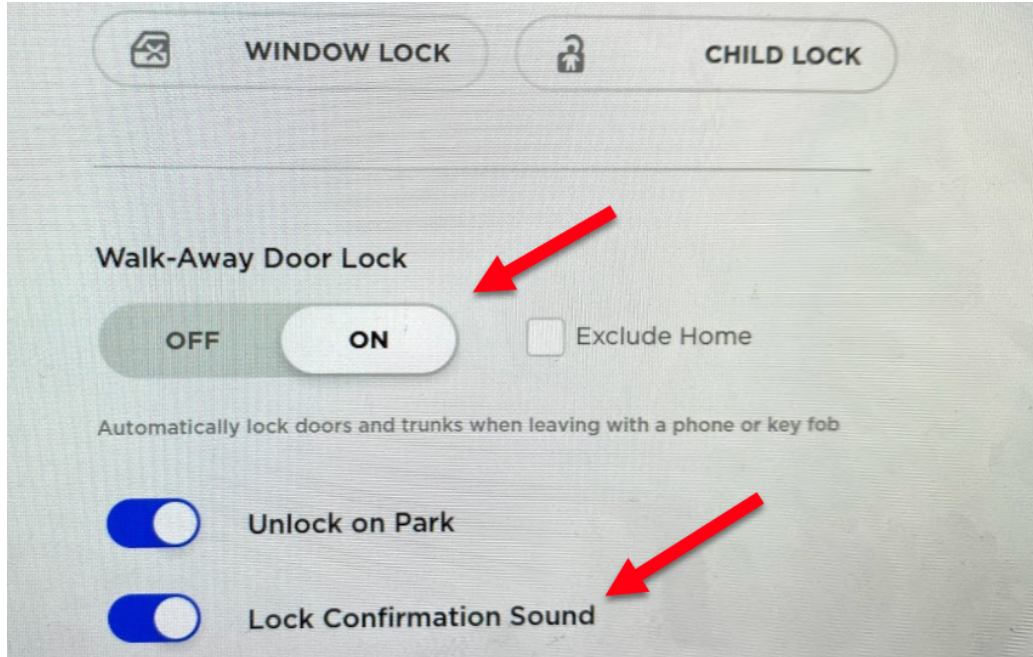 WINDOW LOCK
CHILD LOCK
Walk-Away Door Lock
OFF
ON
Exclude Home
Automatically lock doors and trunks when leaving with a phone or key fob
Unlock on Park
Lock Confirmation Sound